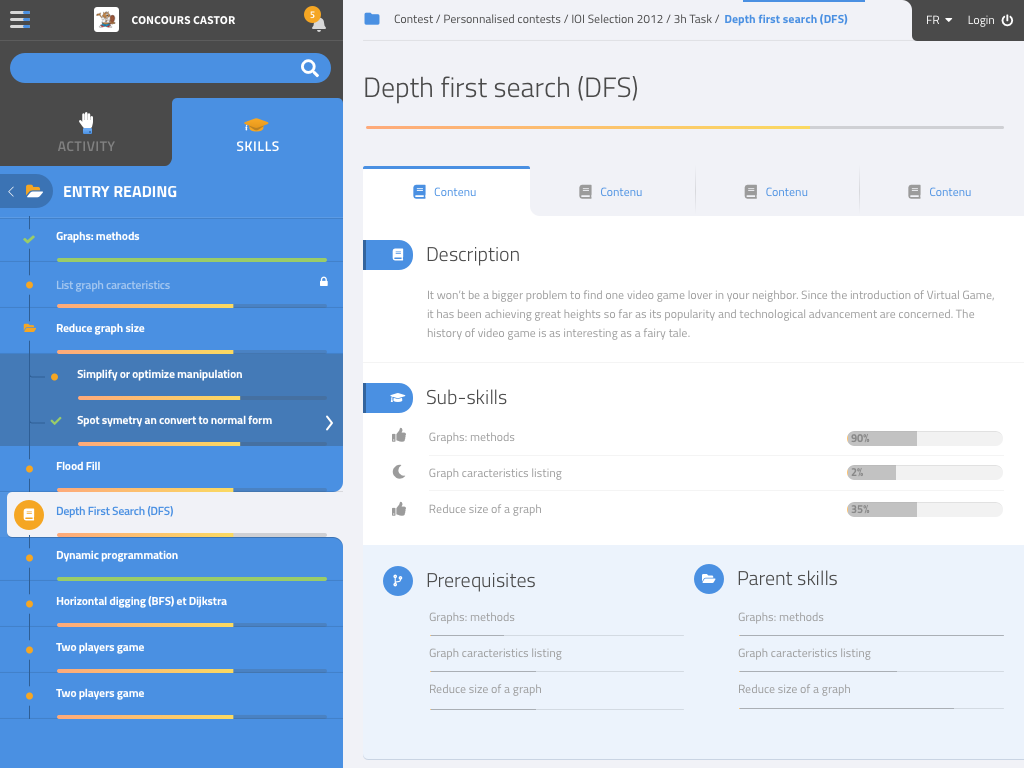 CONCOURS CASTOR
5
Contest / Personnalised contests / IOI Selection 2012 / 3h Task / Depth first search (DFS)
FR
Login
ACTIVITY
SKILLS
ENTRY READING
Graphs: methods
List graph caracteristics
Reduce graph size
Simplify or optimize manipulation
Spot symetry an convert to normal form
Flood Fill
Depth First Search (DFS)
Dynamic programmation
Horizontal digging (BFS) et Dijkstra
Two players game
Two players game
Depth first search (DFS)
Contenu
Contenu
Contenu
Contenu
Description
It won't be a bigger problem to find one video game lover in your neighbor. Since the introduction of Virtual Game,
it has been achieving great heights so far as its popularity and technological advancement are concerned. The
history of video game is as interesting as a fairy tale.
Sub-skills
Graphs: methods
90%
Graph caracteristics listing
2%
Reduce size of a graph
35%
Prerequisites
Graphs: methods
Graph caracteristics listing
Reduce size of a graph
Parent skills
Graphs: methods
Graph caracteristics listing
Reduce size of a graph